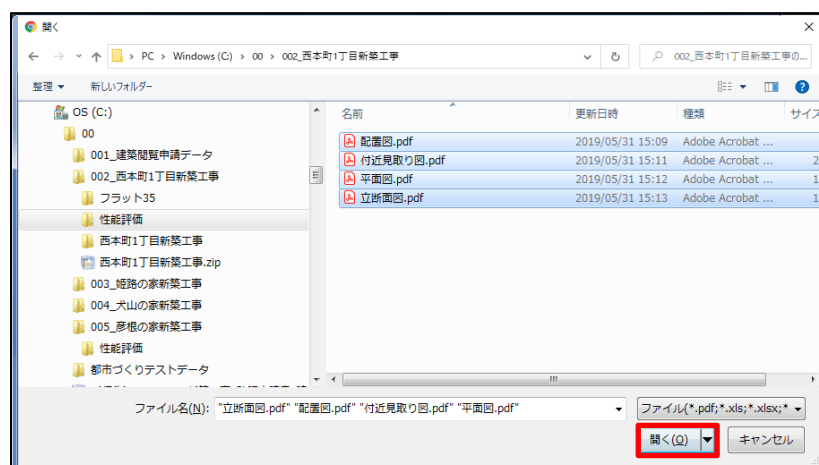 開く
PC › Windows (C:) › 00 › 002_西本町1丁目新築工事
002_西本町1丁目新築工事の...
整理 新しいフォルダー
OS (C:)
00
001_建築閲覧申請データ
002_西本町1丁目新築工事
フラット35
性能評価
西本町1丁目新築工事
西本町1丁目新築工事.zip
003_姫路の家新築工事
004_犬山の家新築工事
005_彦根の家新築工事
性能評価
都市づくりテストデータ
名前 更新日時 種類 サイズ
配置図.pdf 2019/05/31 15:09 Adobe Acrobat ...
付近見取り図.pdf 2019/05/31 15:11 Adobe Acrobat ... 2
平面図.pdf 2019/05/31 15:12 Adobe Acrobat ... 1
立断面図.pdf 2019/05/31 15:13 Adobe Acrobat ... 1
ファイル名(N): "立断面図.pdf" "配置図.pdf" "付近見取り図.pdf" "平面図.pdf"
ファイル(*.pdf;*.xls;*.xlsx;*
開く(O) キャンセル